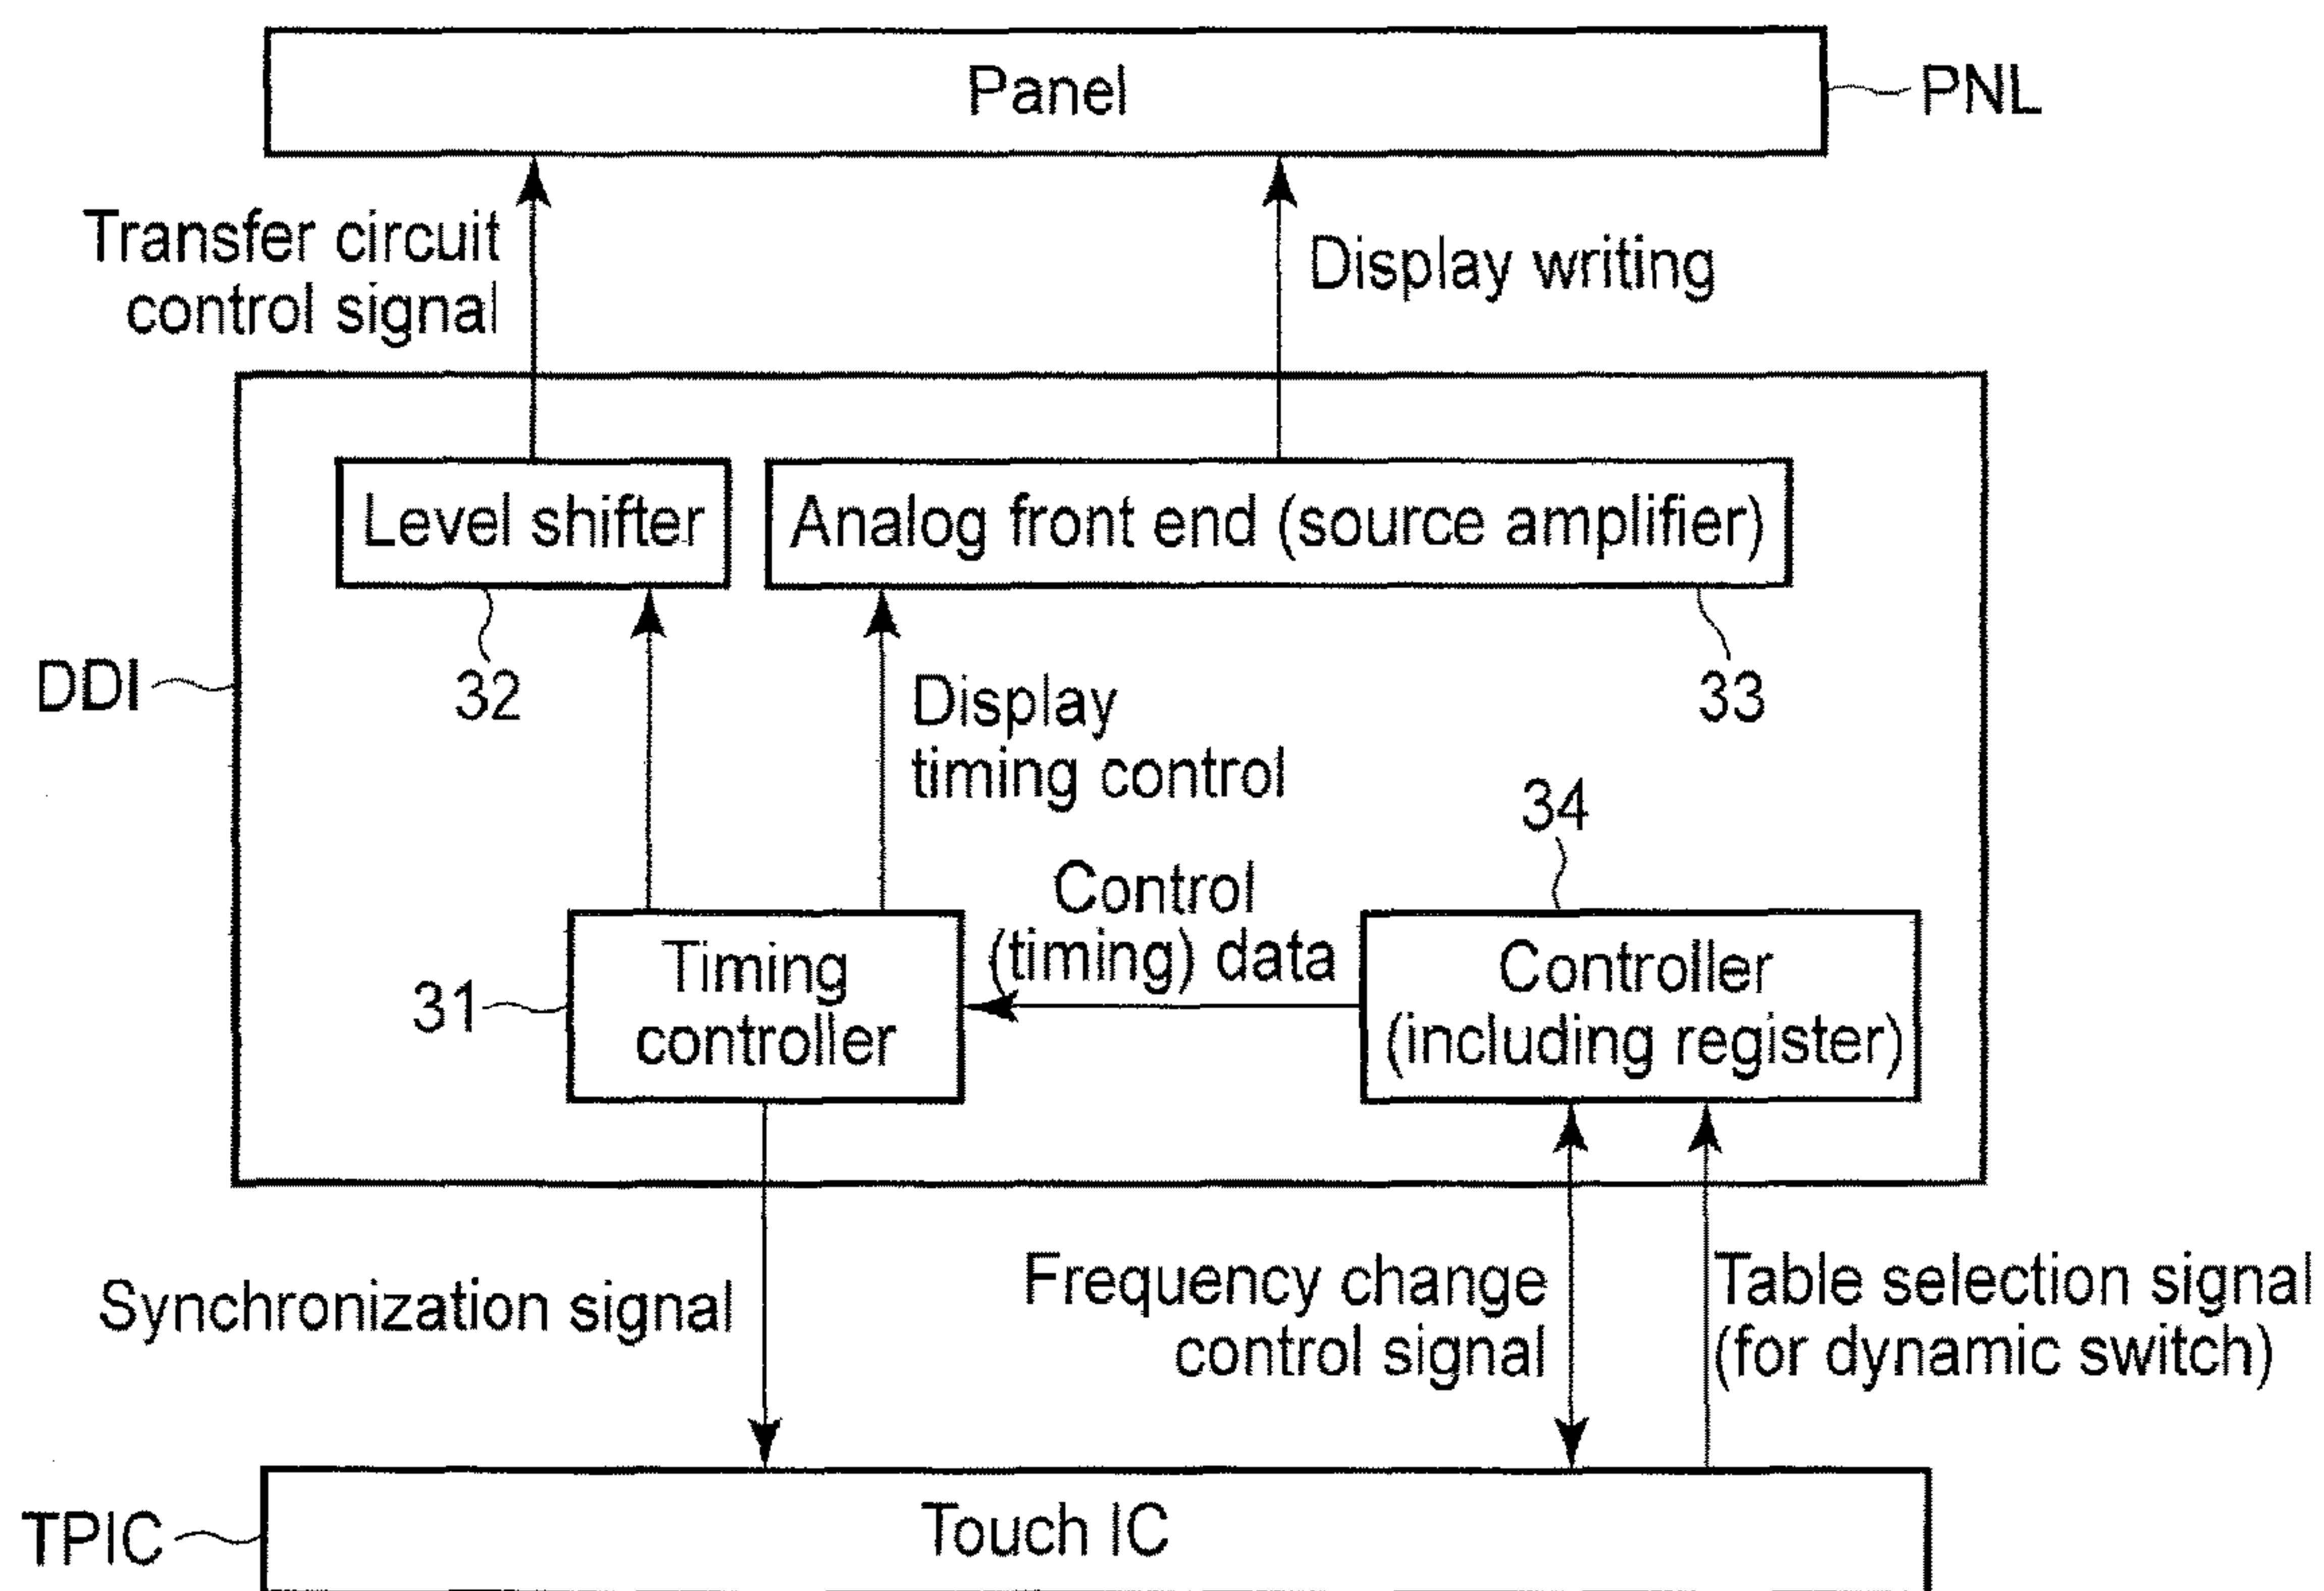 Panel
PNL
Transfer circuit
control signal
Display writing
Level shifter
Analog front end (source amplifier)
DDI
32
33
Display
timing control
34
Control
(timing) data
31
Timing
controller
Controller
(including register)
Synchronization signal
Frequency change
control signal
Table selection signal
(for dynamic switch)
TPIC
Touch IC